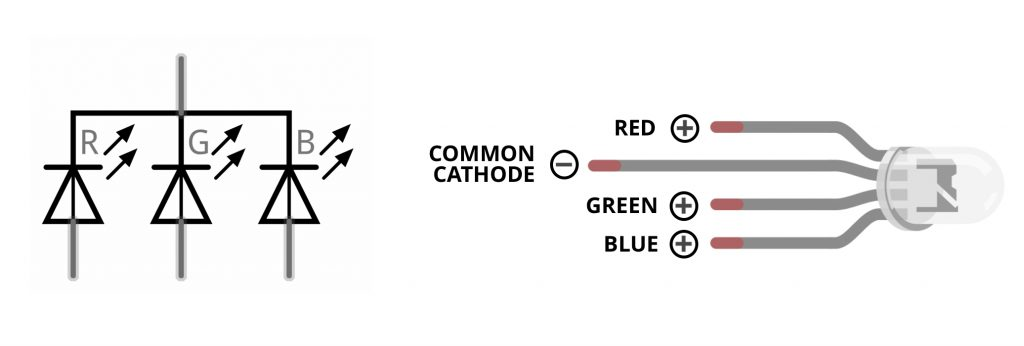 R G B
RED +
COMMON
CATHODE −
GREEN +
BLUE +